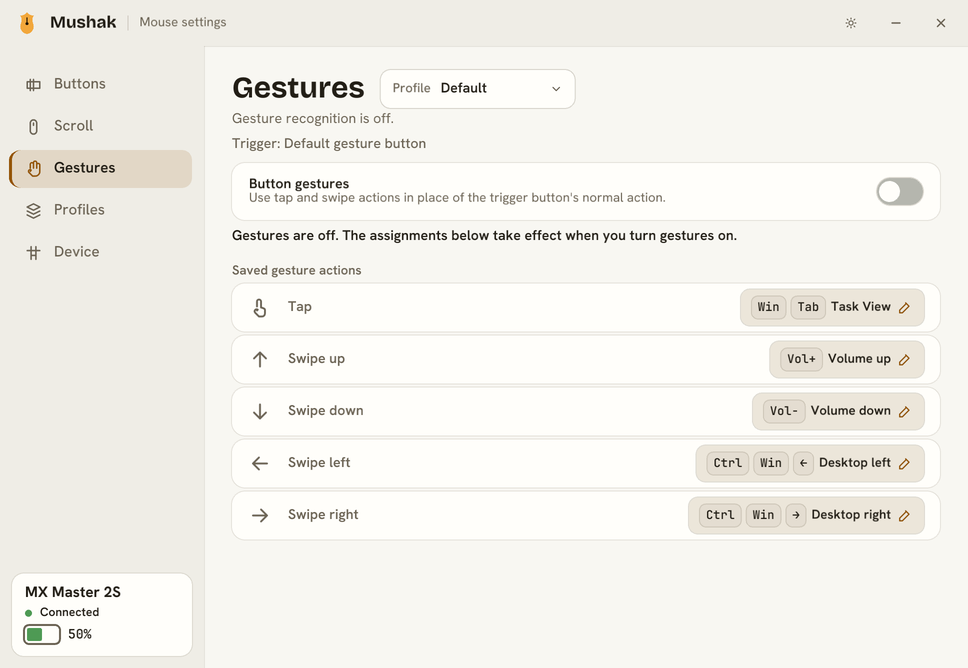 Mushak | Mouse settings
Buttons
Scroll
Gestures
Profiles
Device
MX Master 2S
Connected
50%
Gestures
Profile Default
Gesture recognition is off.
Trigger: Default gesture button
Button gestures
Use tap and swipe actions in place of the trigger button's normal action.
Gestures are off. The assignments below take effect when you turn gestures on.
Saved gesture actions
Tap Win Tab Task View
Swipe up Vol+ Volume up
Swipe down Vol- Volume down
Swipe left Ctrl Win ← Desktop left
Swipe right Ctrl Win → Desktop right